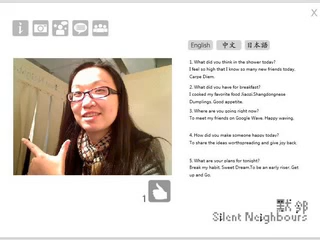 X
English 中文 日本語
1. What did you think in the shower today?
I feel so high that I know so many new friends today,
Carpe Diem.
2. What did you have for breakfast?
I cooked my favorite food Jiaozi:Shangdongnese
Dumplings. Good appetite.
3. Where are you going right now?
To meet my friends on Google Wave. Happy waving.
4. How did you make someone happy today?
To share the ideas worthspreading and give joy back.
5. What are your plans for tonight?
Break my habit. Sweet Dream.To be an early riser. Get
up and Go.
1
默邻
Silent Neighbours